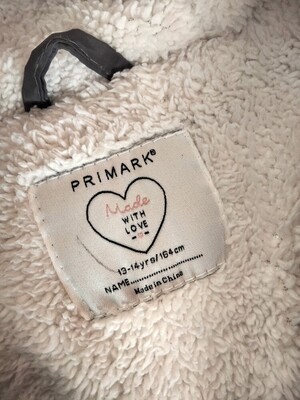 PRIMARK®
Made
WITH
LOVE
13-14yrs/164cm
NAME..................
Made in China